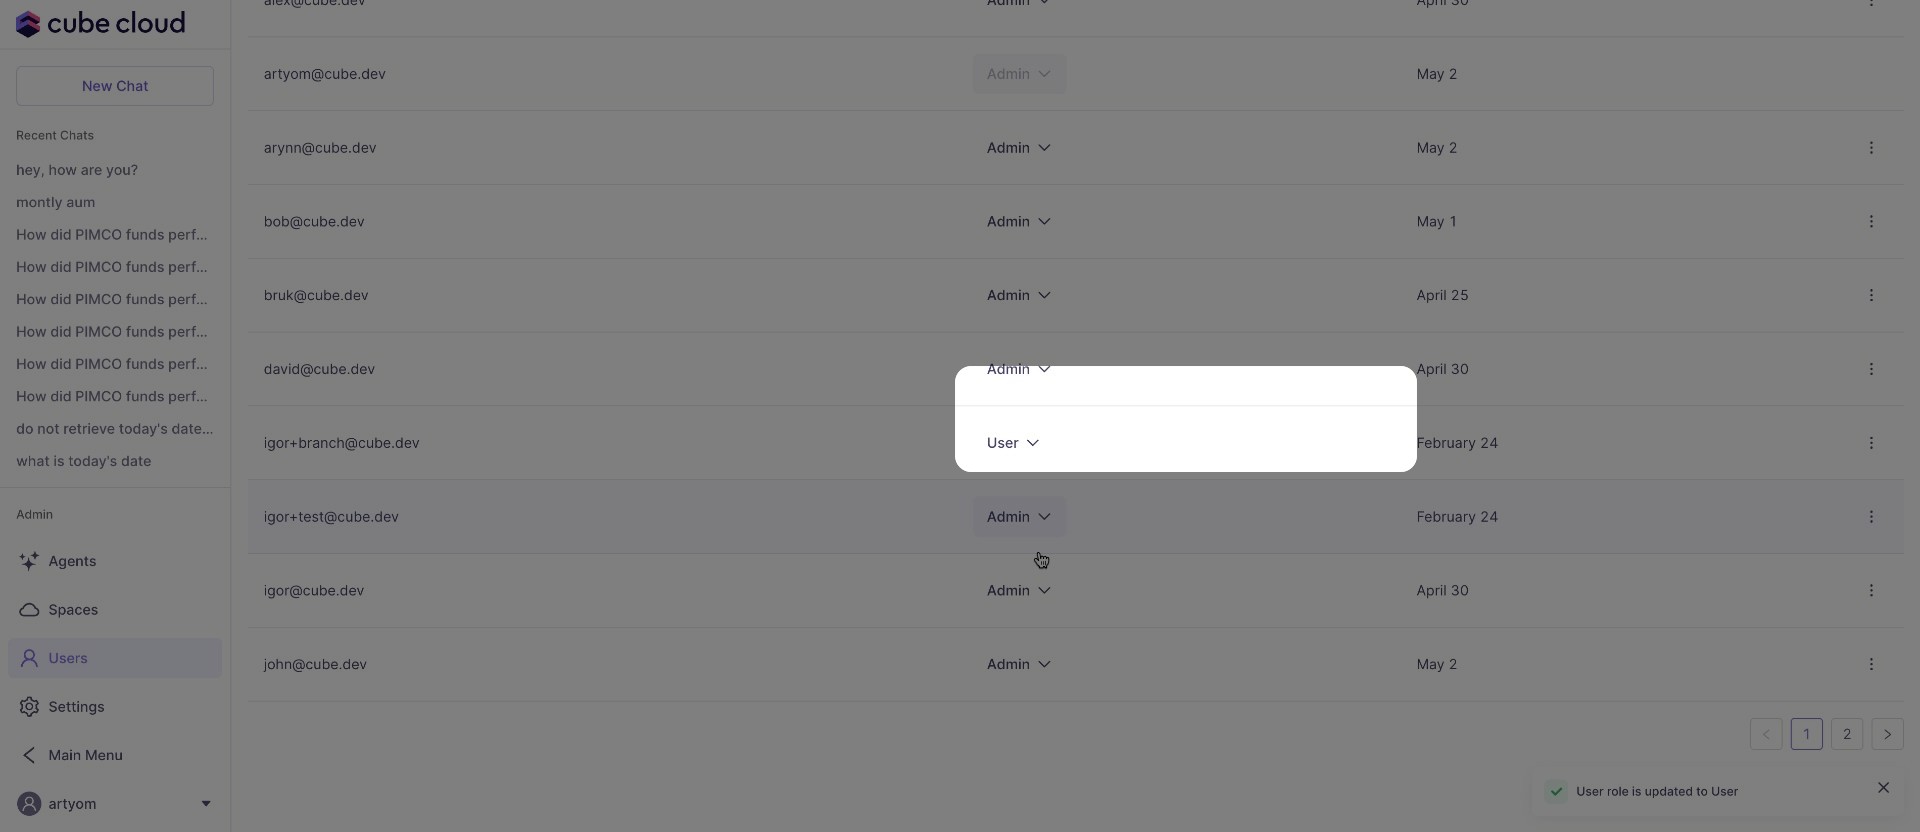 cube cloud
New Chat
Recent Chats
hey, how are you?
montly aum
How did PIMCO funds perf...
How did PIMCO funds perf...
How did PIMCO funds perf...
How did PIMCO funds perf...
How did PIMCO funds perf...
How did PIMCO funds perf...
do not retrieve today's date...
what is today's date
Admin
Agents
Spaces
Users
Settings
Main Menu
artyom
alex@cube.dev Admin April 30
artyom@cube.dev Admin May 2
arynn@cube.dev Admin May 2
bob@cube.dev Admin May 1
bruk@cube.dev Admin April 25
david@cube.dev Admin April 30
igor+branch@cube.dev User February 24
igor+test@cube.dev Admin February 24
igor@cube.dev Admin April 30
john@cube.dev Admin May 2
1 2
User role is updated to User